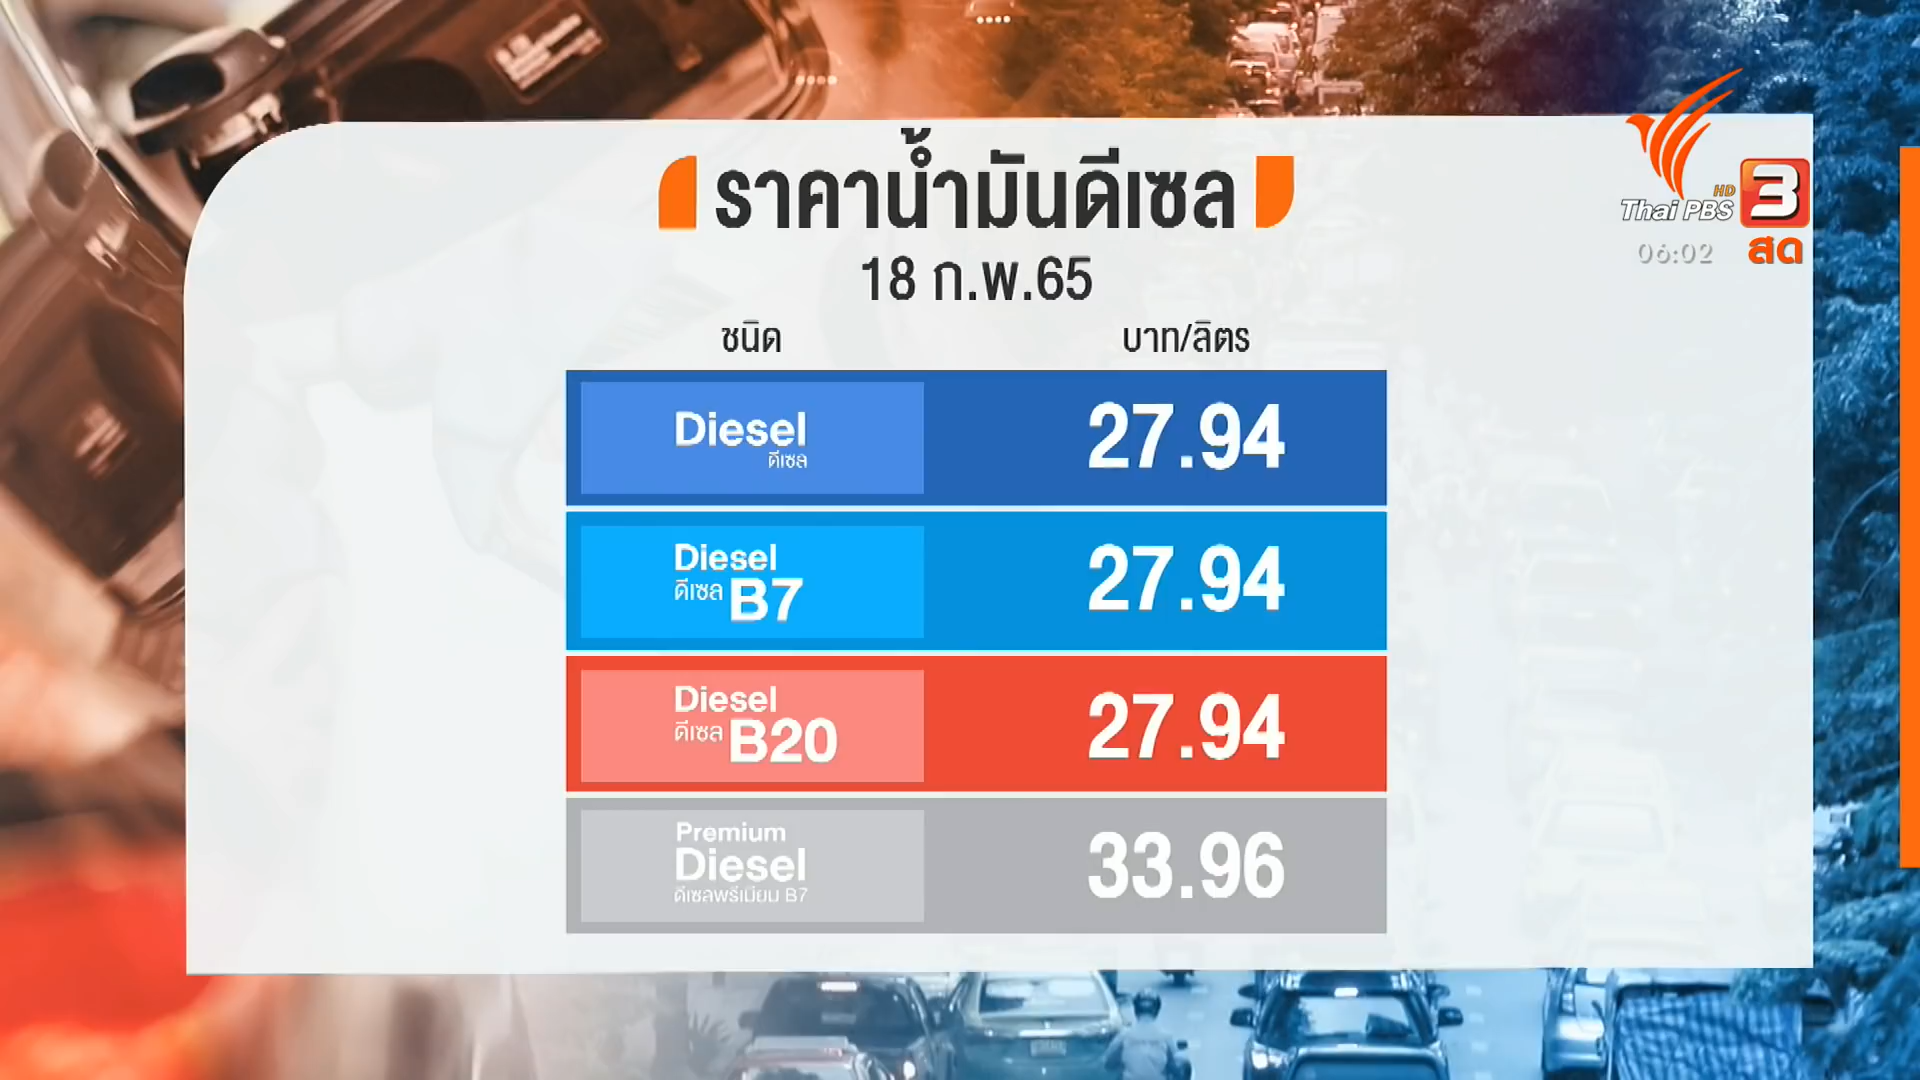 ราคาน้ำมันดีเซล
18 ก.พ.65
HD
Thai PBS 3
06:02 สด
ชนิด บาท/ลิตร
Diesel
ดีเซล
27.94
Diesel
ดีเซล B7
27.94
Diesel
ดีเซล B20
27.94
Premium
Diesel
ดีเซลพรีเมียม B7
33.96